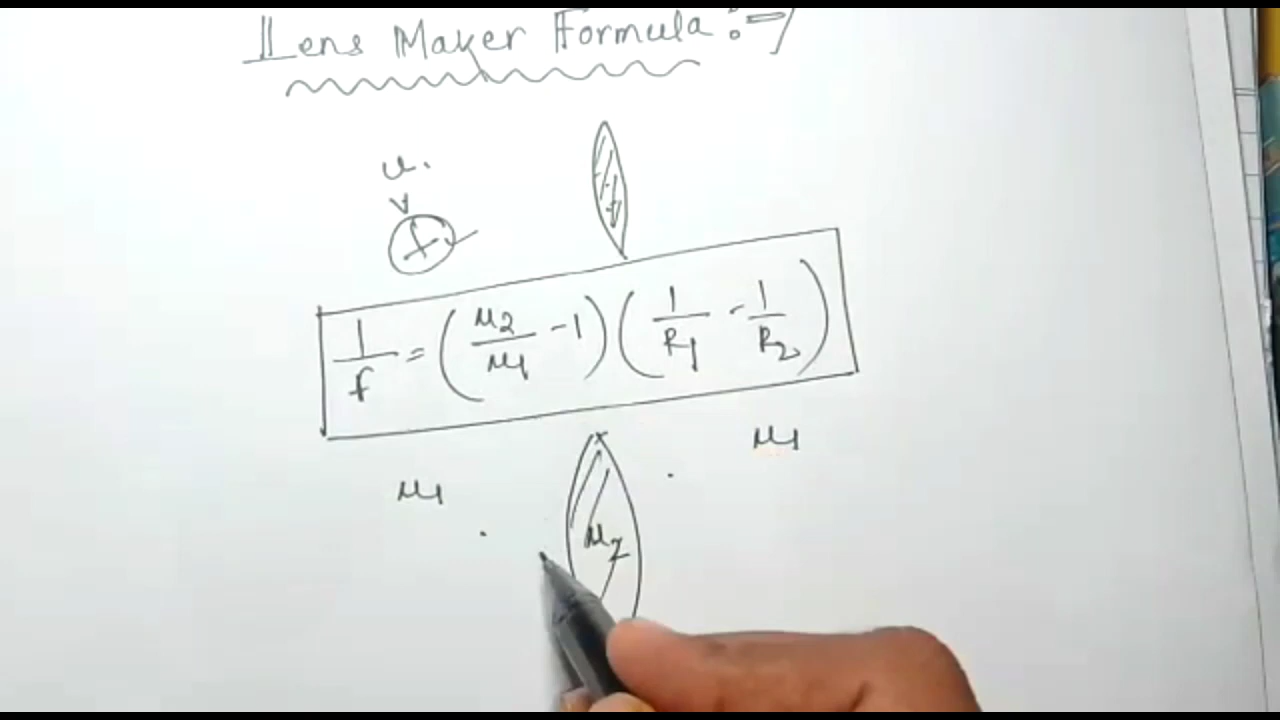 Lens Maker Formula :-
u.
f
1/f = (μ2/μ1 - 1) (1/R1 - 1/R2)
μ1
μ1
μ2